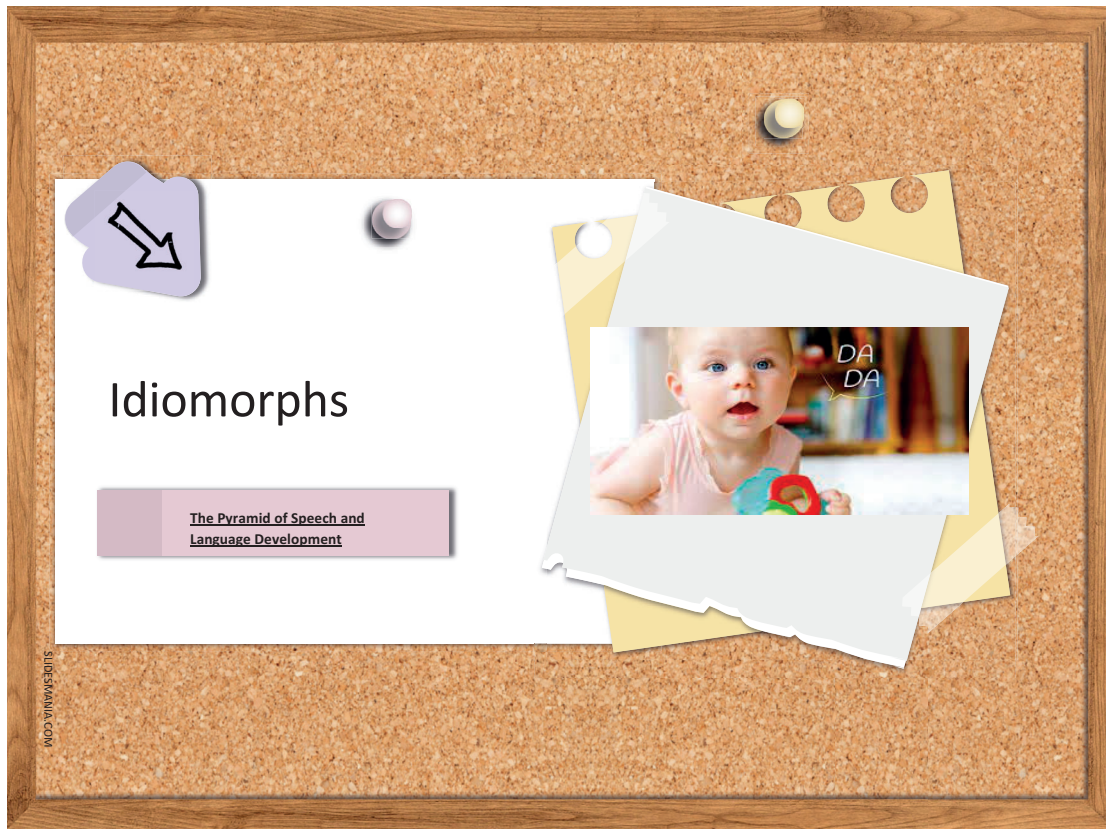 Idiomorphs
The Pyramid of Speech and
Language Development
DA
DA
SLIDESMANIA.COM